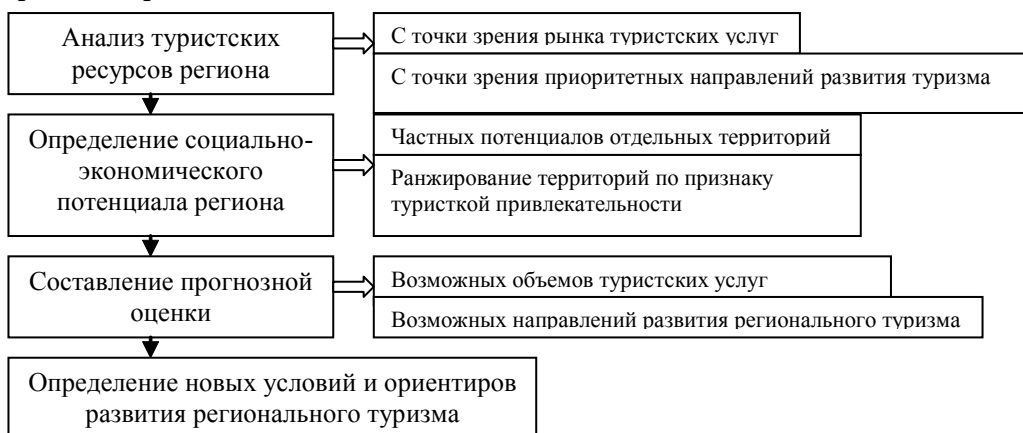 Анализ туристских
ресурсов региона
С точки зрения рынка туристских услуг
С точки зрения приоритетных направлений развития туризма
Определение социально-
экономического
потенциала региона
Частных потенциалов отдельных территорий
Ранжирование территорий по признаку
туристкой привлекательности
Составление прогнозной
оценки
Возможных объемов туристских услуг
Возможных направлений развития регионального туризма
Определение новых условий и ориентиров
развития регионального туризма